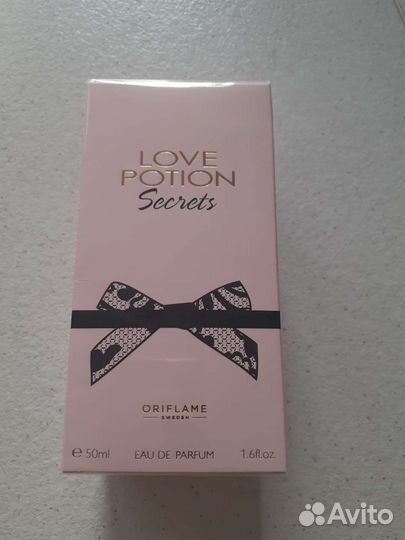 LOVE
POTION
Secrets
ORIFLAME
SWEDEN
e 50ml EAU DE PARFUM 1.6fl.oz.
Avito